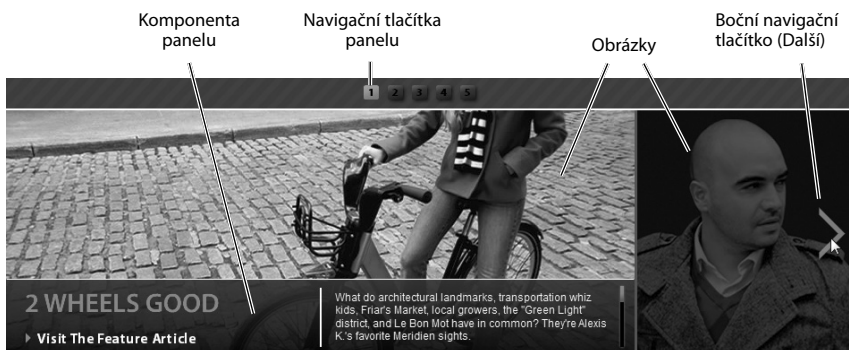 Komponenta
panelu
Navigační tlačítka
panelu
Obrázky
Boční navigační
tlačítko (Další)
1 2 3 4 5
2 WHEELS GOOD
Visit The Feature Article
What do architectural landmarks, transportation whiz
kids, Friar's Market, local growers, the "Green Light"
district, and Le Bon Mot have in common? They're Alexis
K.'s favorite Meridien sights.